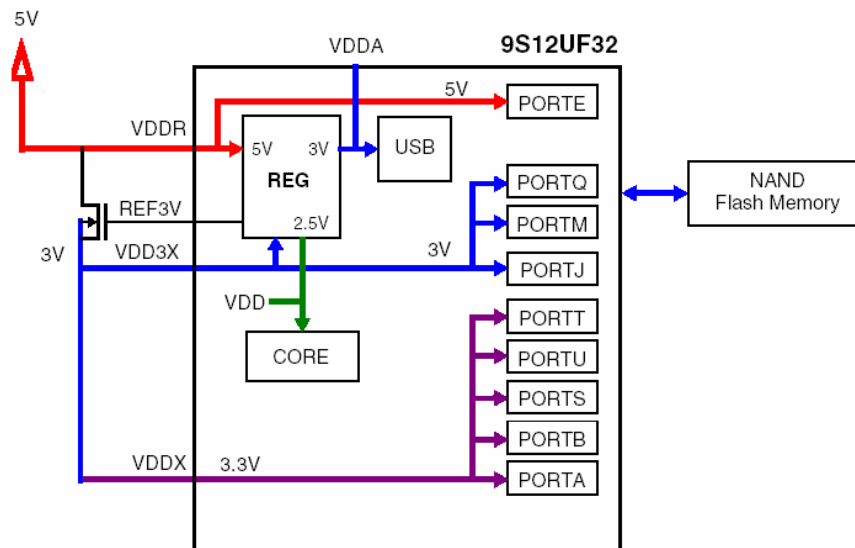 5V
VDDA
9S12UF32
5V
PORTE
VDDR
5V
3V
USB
REG
NAND
Flash Memory
PORTQ
REF3V
2.5V
PORTM
3V
VDD3X
3V
PORTJ
VDD
PORTT
CORE
PORTU
PORTS
PORTB
VDDX
3.3V
PORTA